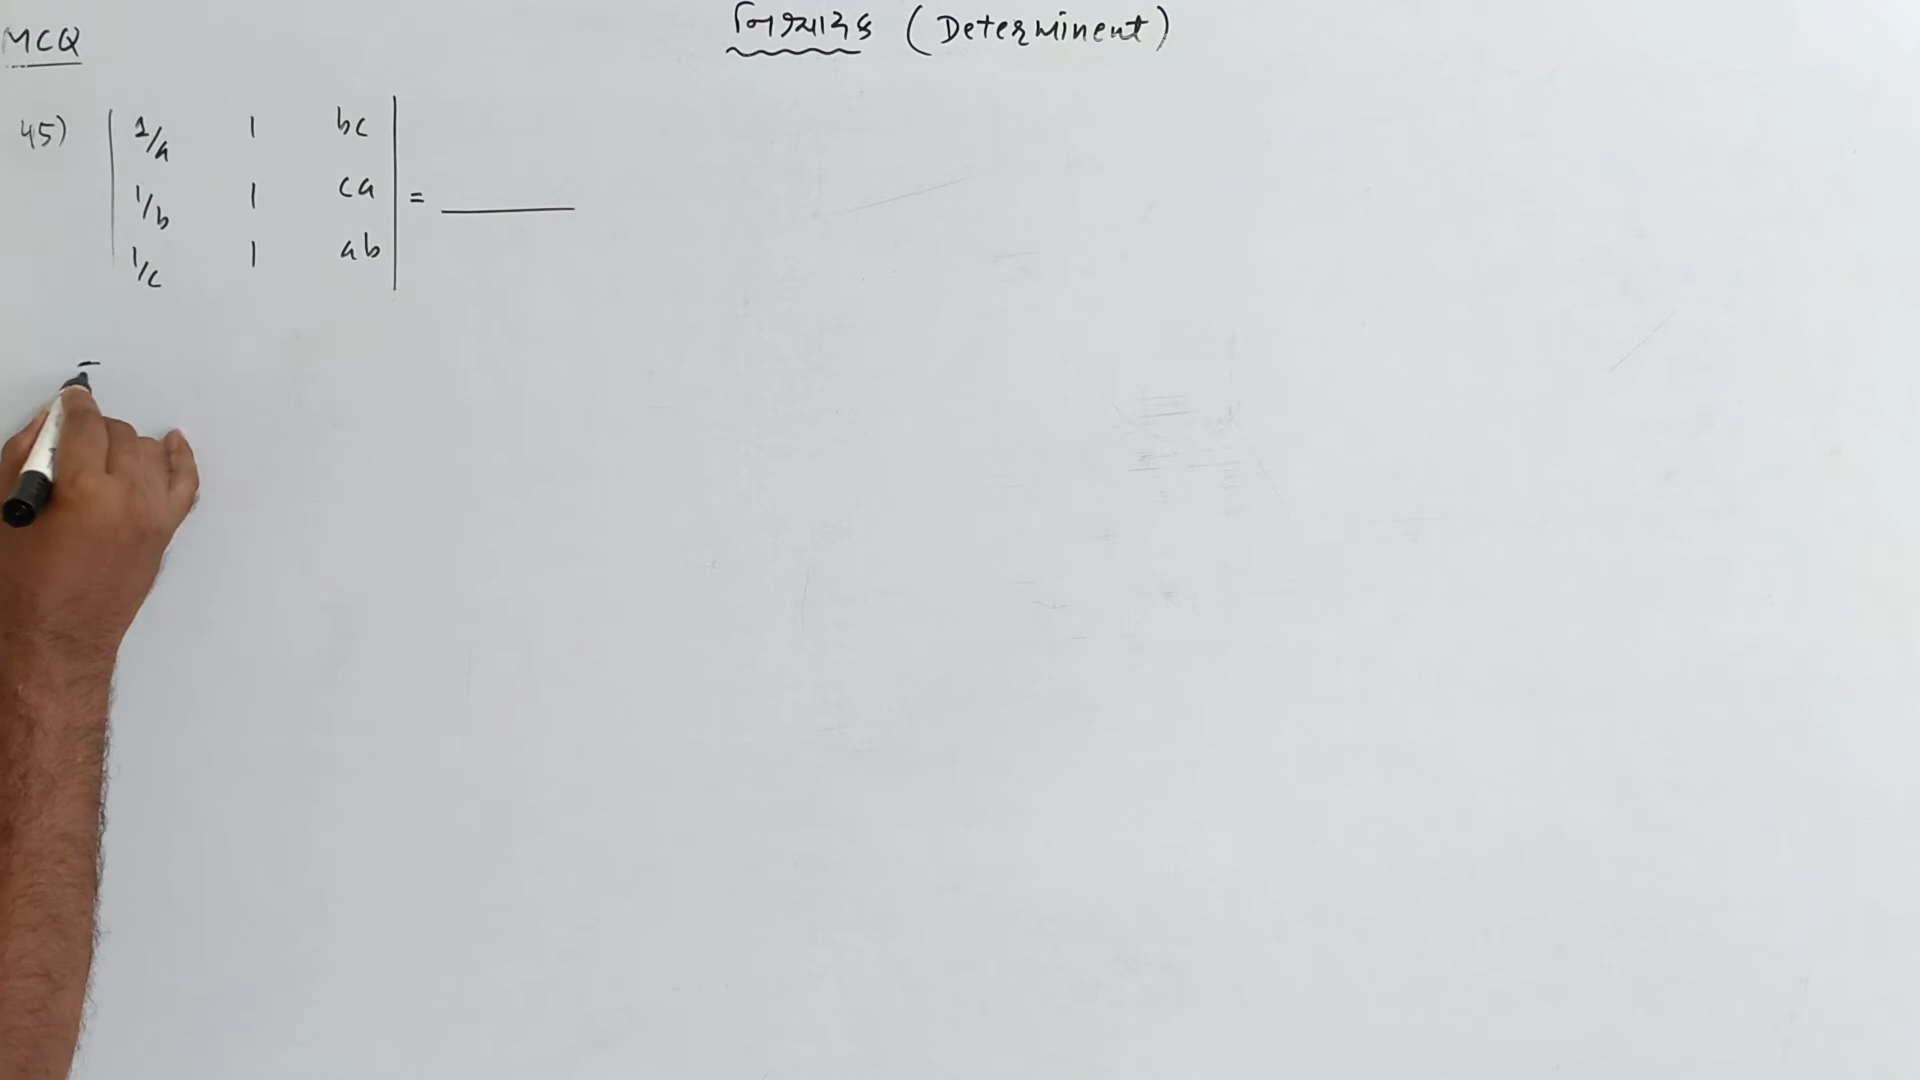 MCQ
નિશ્ચાયક (Determinent)
45) | 1/a 1 bc |
| 1/b 1 ca | = ______
| 1/c 1 ab |